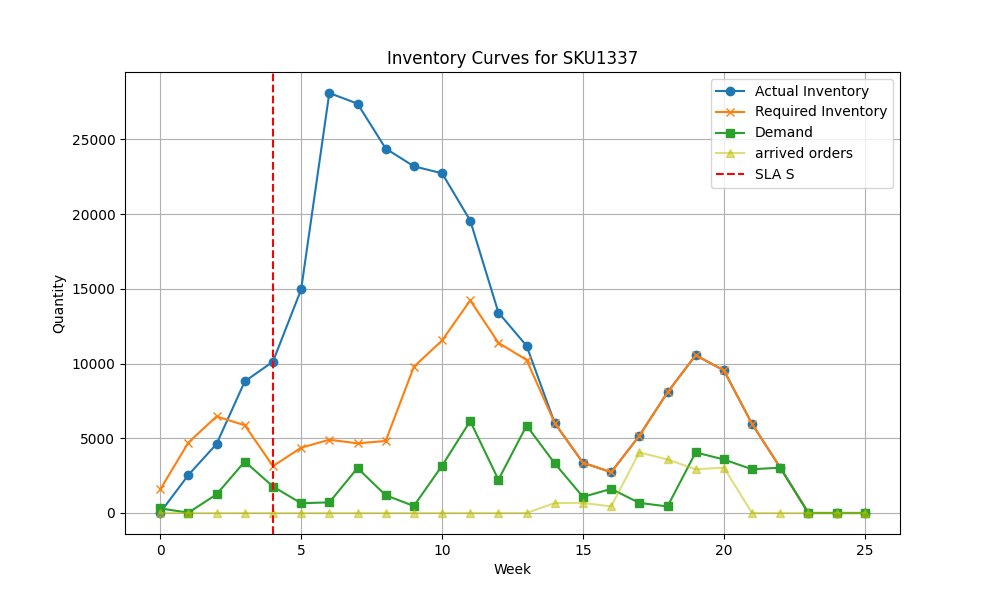 Inventory Curves for SKU1337
Actual Inventory
Required Inventory
Demand
arrived orders
SLA S
Quantity
25000
20000
15000
10000
5000
0
0 5 10 15 20 25
Week